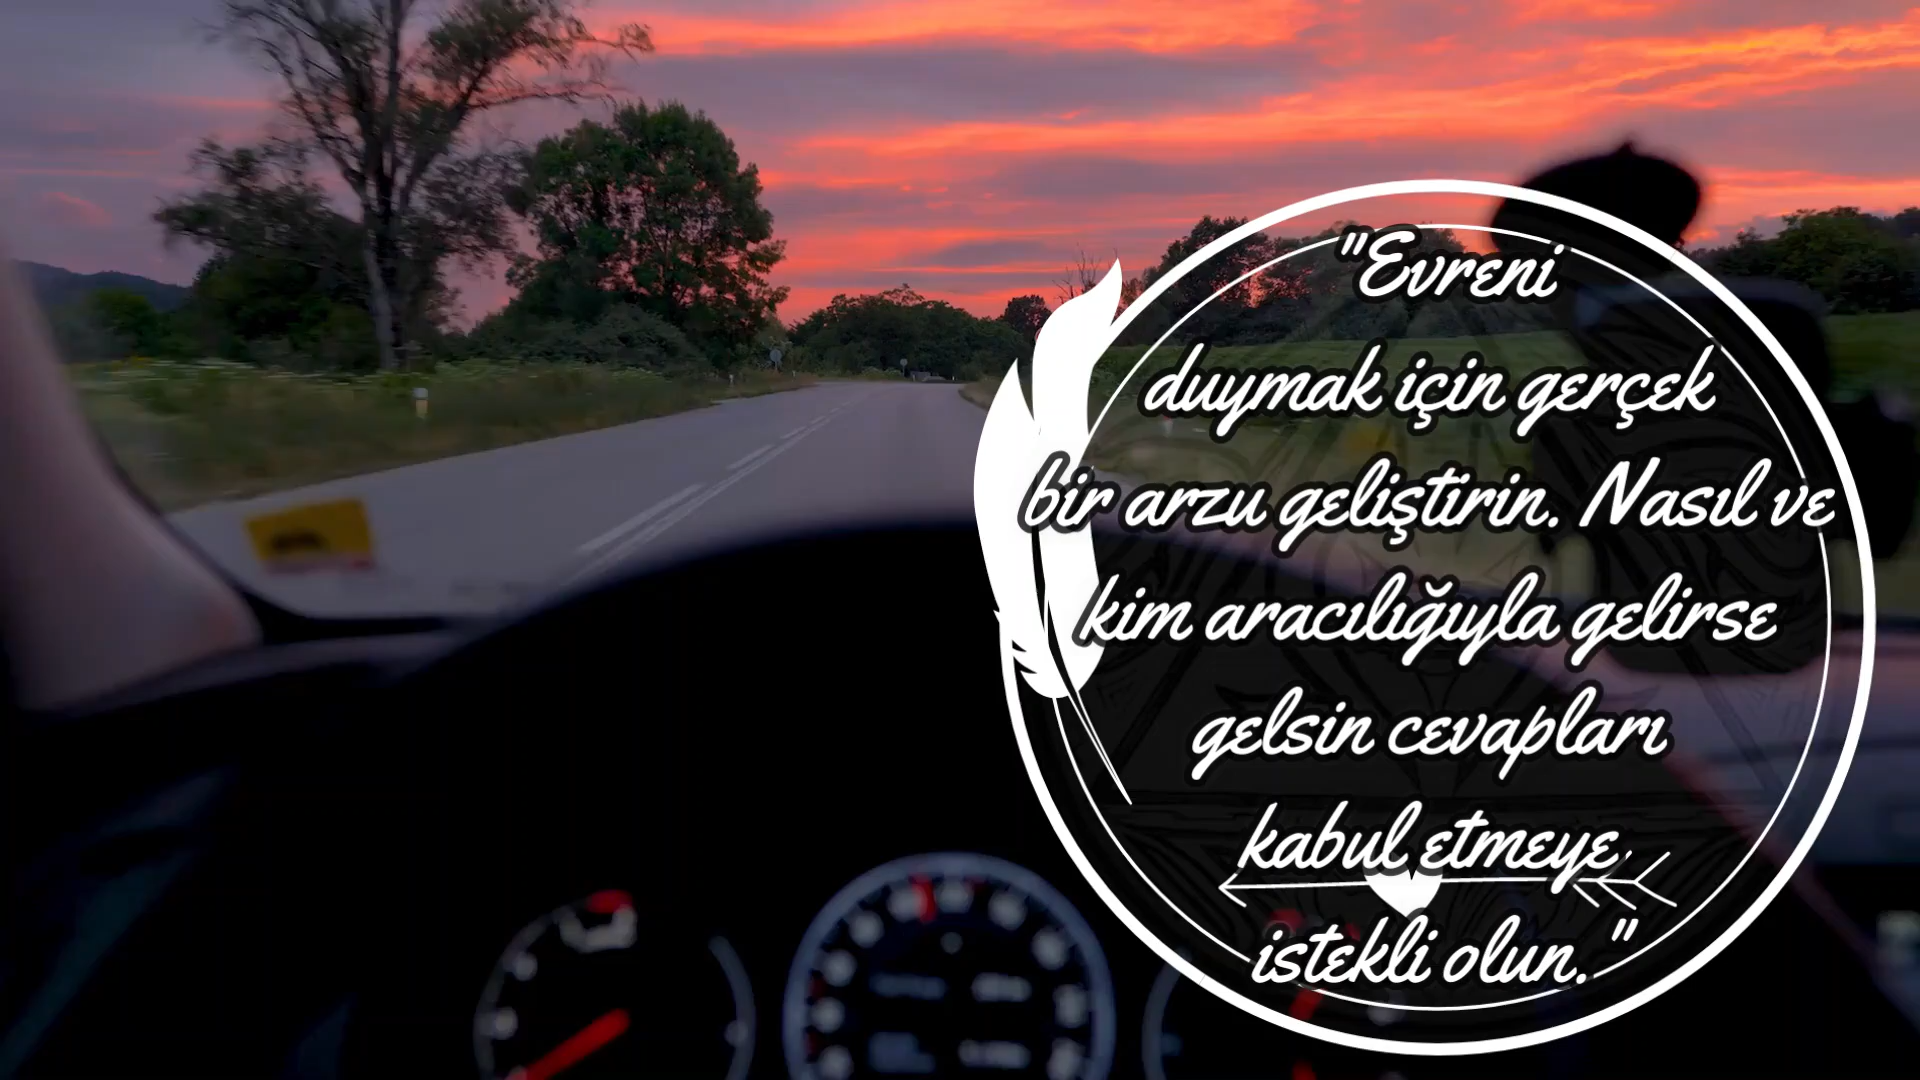 "Evreni
duymak için gerçek
bir arzu geliştirin. Nasıl ve
kim aracılığıyla gelirse
gelsin cevapları
kabul etmeye
istekli olun."